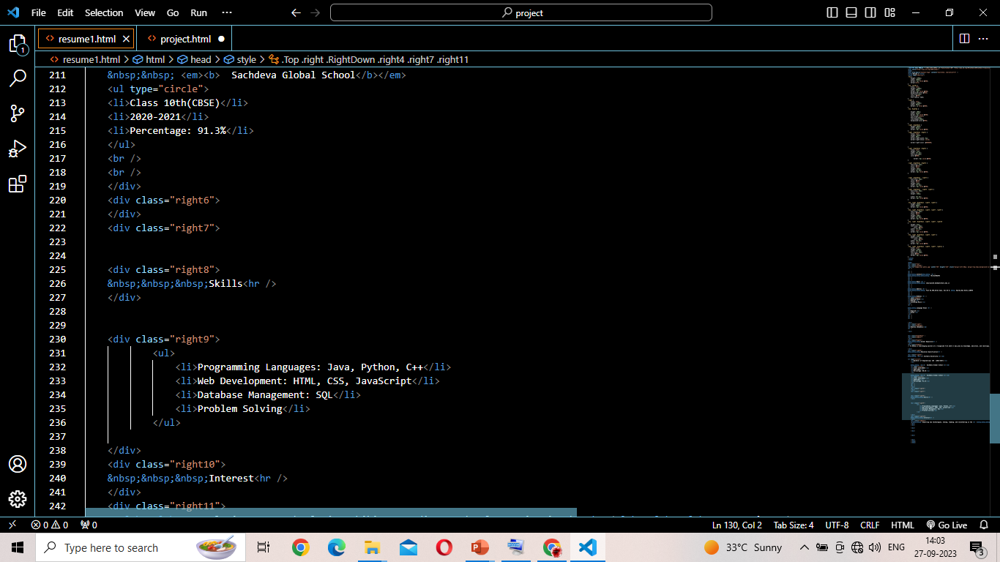 File Edit Selection View Go Run ··· project
1
resume1.html project.html
resume1.html > html > head > style > .Top .right .RightDown .right4 .right7 .right11
211 &nbsp;&nbsp; <em><b>  Sachdeva Global School</b></em>
212 <ul type="circle">
213 <li>Class 10th(CBSE)</li>
214 <li>2020-2021</li>
215 <li>Percentage: 91.3%</li>
216 </ul>
217 <br />
218 <br />
219 </div>
220 <div class="right6">
221 </div>
222 <div class="right7">
223
224
225 <div class="right8">
226 &nbsp;&nbsp;&nbsp;Skills<hr />
227 </div>
228
229
230 <div class="right9">
231 <ul>
232 <li>Programming Languages: Java, Python, C++</li>
233 <li>Web Development: HTML, CSS, JavaScript</li>
234 <li>Database Management: SQL</li>
235 <li>Problem Solving</li>
236 </ul>
237
238 </div>
239 <div class="right10">
240 &nbsp;&nbsp;&nbsp;Interest<hr />
241 </div>
242 <div class="right11">
0 0 0 Ln 130, Col 2 Tab Size: 4 UTF-8 CRLF HTML Go Live
Type here to search 33°C Sunny ENG 14:03
27-09-2023 3